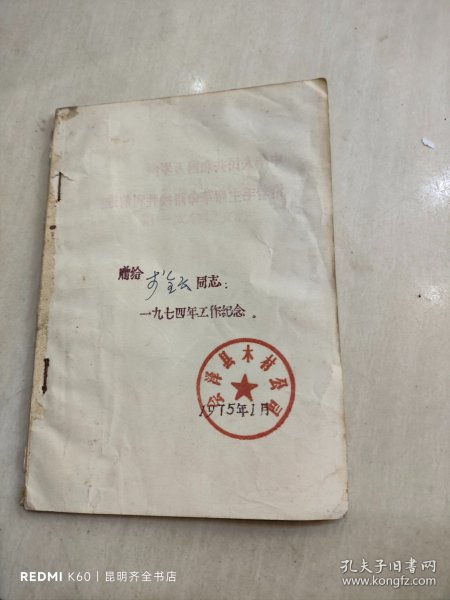 赠给 同志：
一九七四年工作纪念。
会泽县木材公司
1975年1月
REDMI K60 | 昆明齐全书店
孔夫子旧书网
www.kongfz.com